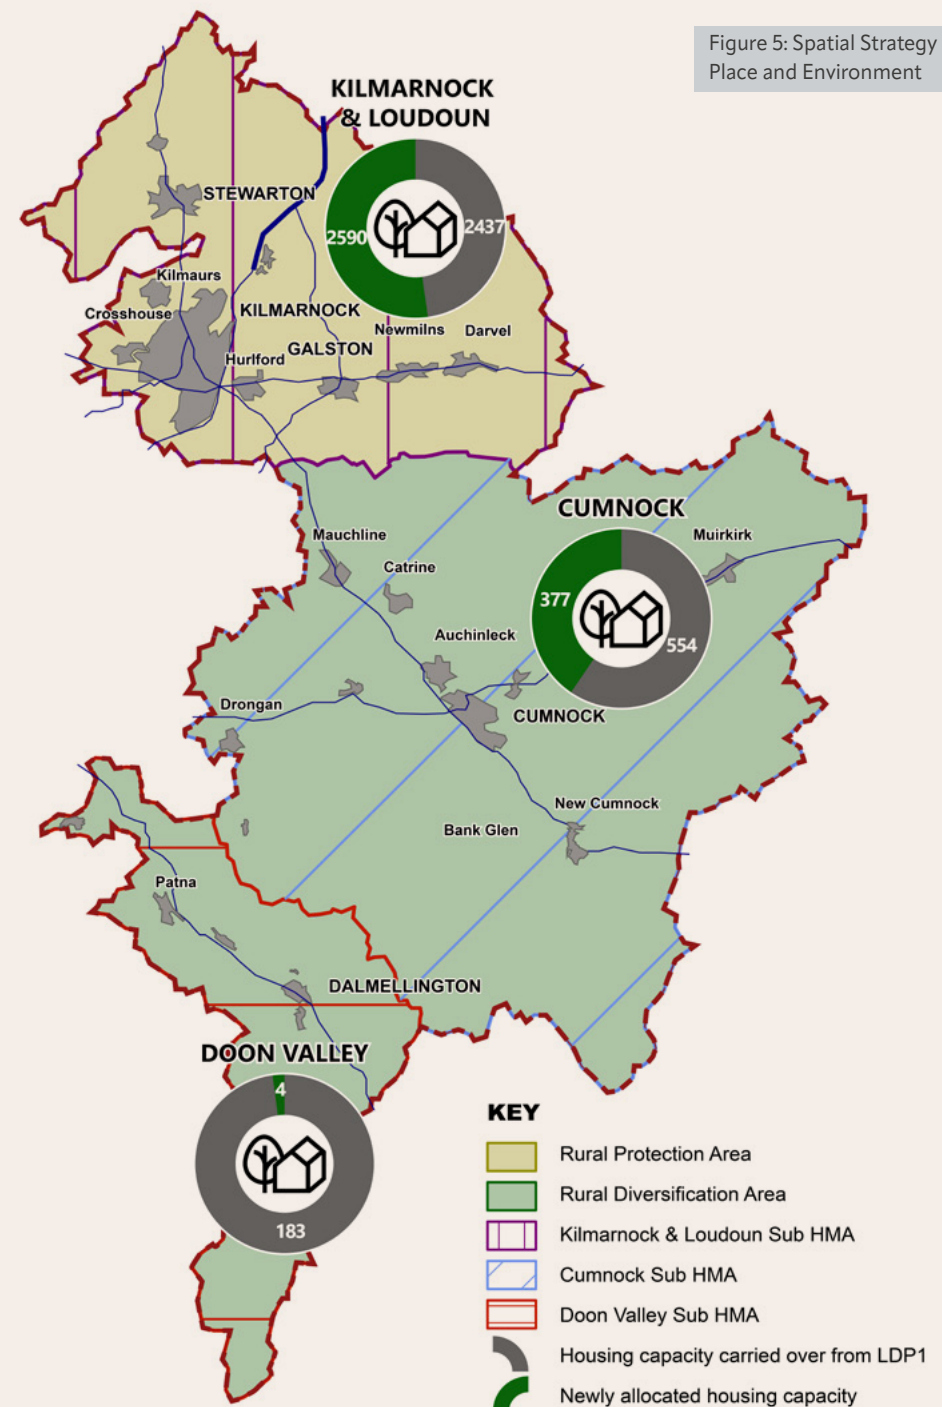 Figure 5: Spatial Strategy
Place and Environment
KILMARNOCK
& LOUDOUN
STEWARTON
2590
2437
Kilmaurs
Crosshouse
KILMARNOCK
Newmilns
Darvel
GALSTON
Hurlford
CUMNOCK
Mauchline
Muirkirk
Catrine
377
554
Auchinleck
Drongan
CUMNOCK
New Cumnock
Bank Glen
Patna
DALMELLINGTON
DOON VALLEY
4
183
KEY
Rural Protection Area
Rural Diversification Area
Kilmarnock & Loudoun Sub HMA
Cumnock Sub HMA
Doon Valley Sub HMA
Housing capacity carried over from LDP1
Newly allocated housing capacity